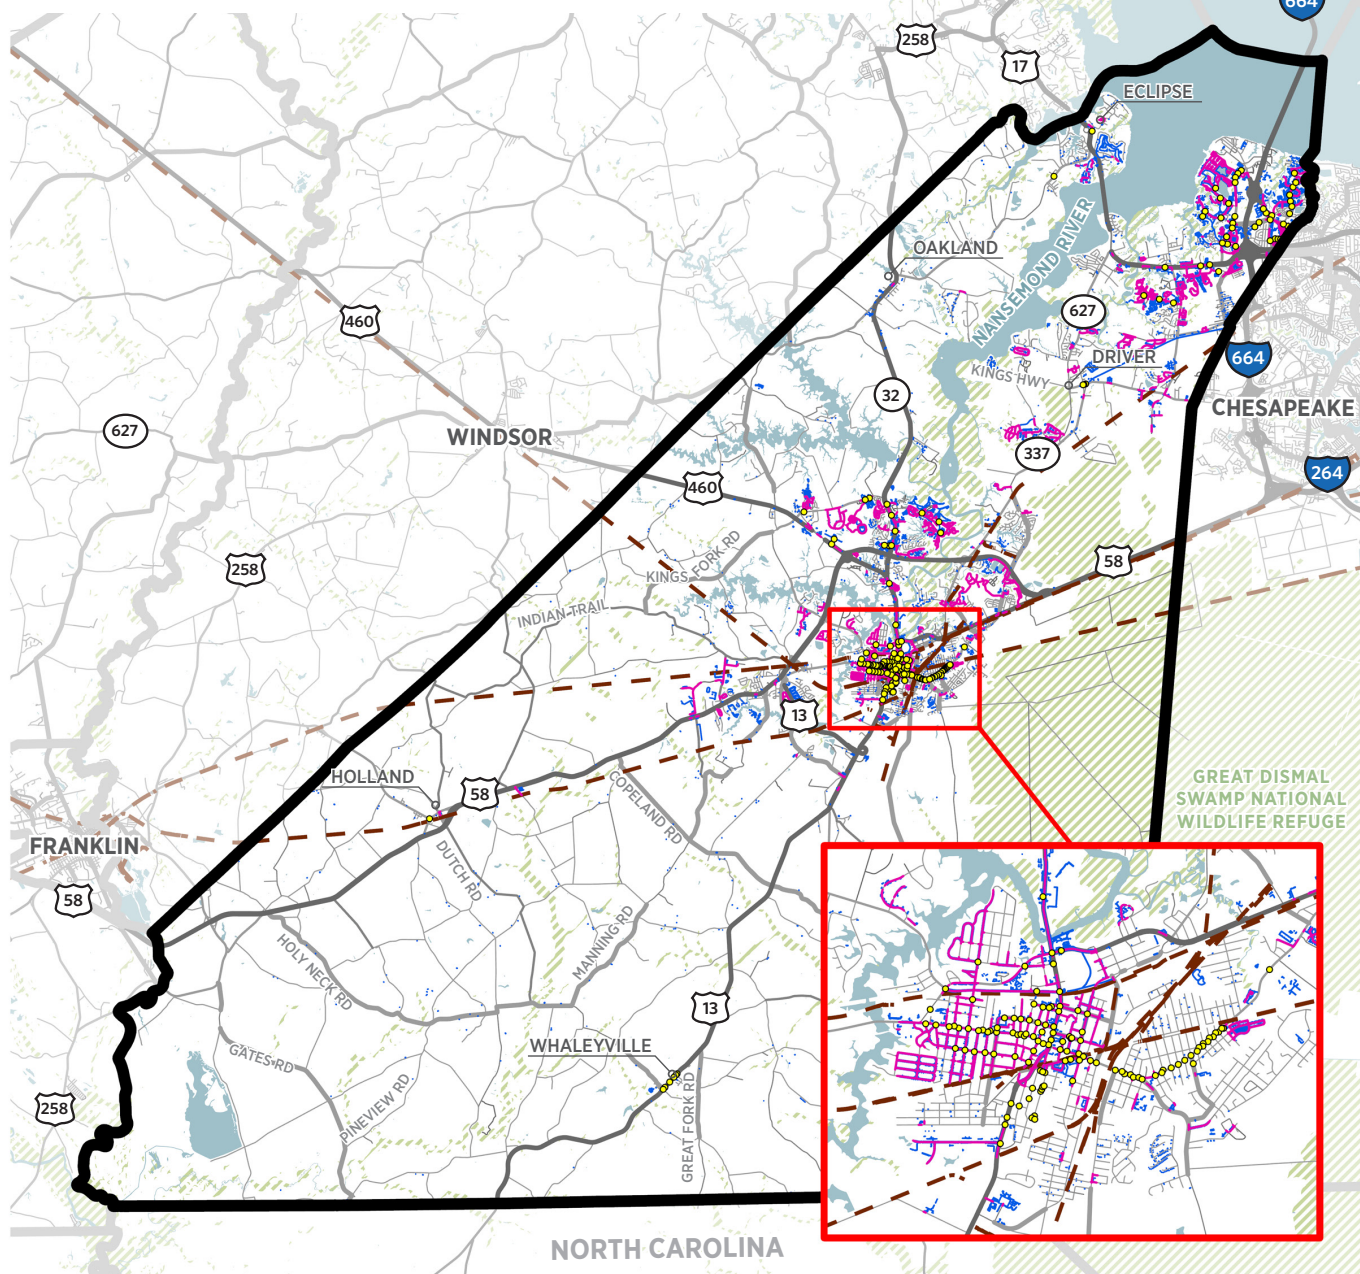 664
258
17
ECLIPSE
OAKLAND
NANSEMOND RIVER
460
627
DRIVER
664
KINGS HWY
32
CHESAPEAKE
627
WINDSOR
337
264
460
KINGS FORK RD
58
258
INDIAN TRAIL
13
HOLLAND
58
COPELAND RD
GREAT DISMAL
SWAMP NATIONAL
WILDLIFE REFUGE
FRANKLIN
DUTCH RD
58
MANNING RD
HOLY NECK RD
13
GATES RD
WHALEYVILLE
258
PINEVIEW RD
GREAT FORK RD
NORTH CAROLINA